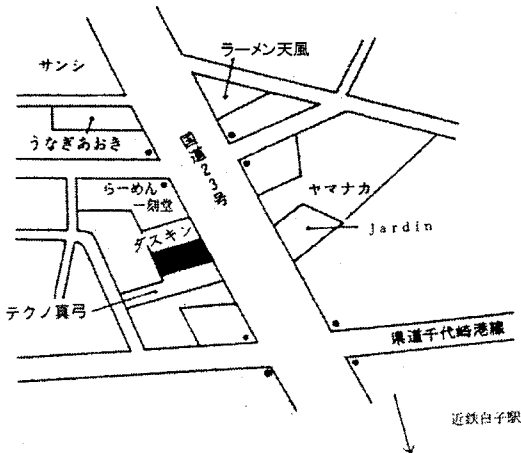 サンシ
ラーメン天風
うなぎあおき
国道23号
らーめん
一刻堂
ヤマナカ
ダスキン
Jardin
テクノ真弓
県道千代崎港線
近鉄白子駅